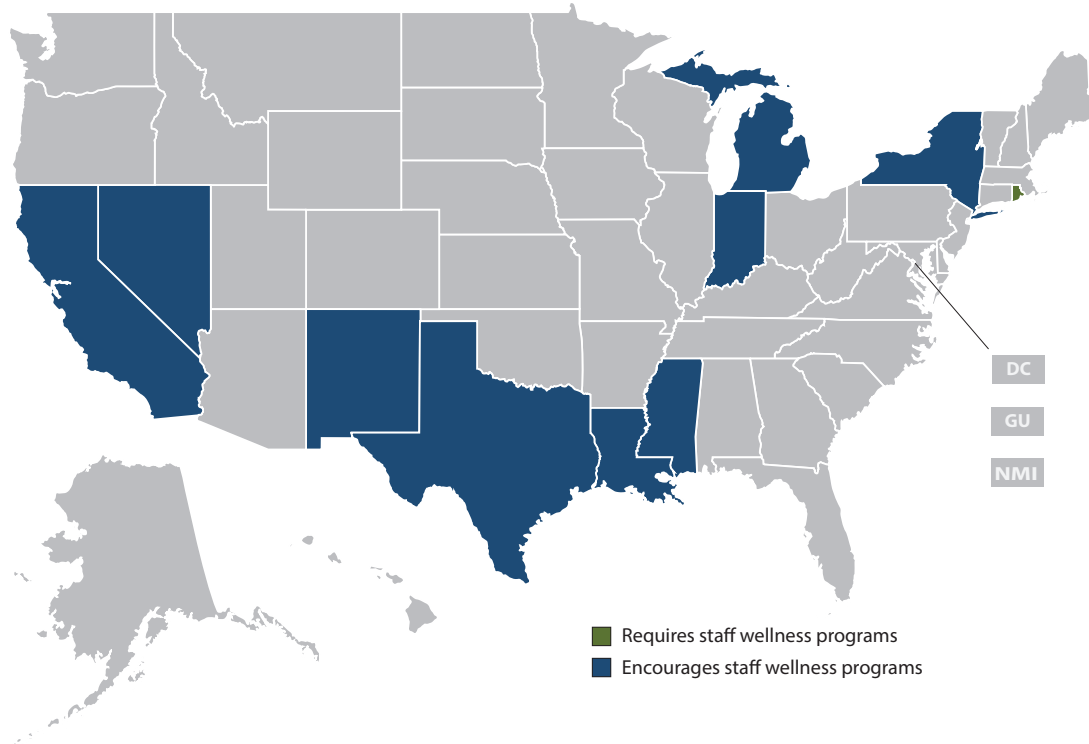 DC
GU
NMI
Requires staff wellness programs
Encourages staff wellness programs